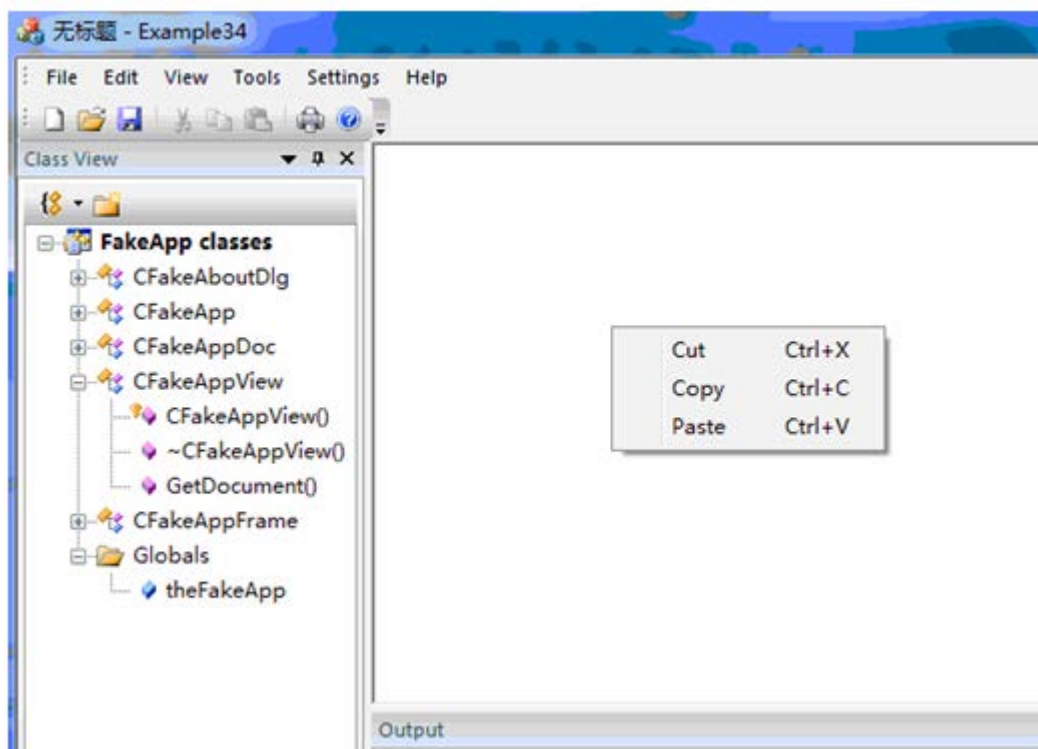 无标题 - Example34
File Edit View Tools Settings Help
Class View
FakeApp classes
CFakeAboutDlg
CFakeApp
CFakeAppDoc
CFakeAppView
CFakeAppView()
~CFakeAppView()
GetDocument()
CFakeAppFrame
Globals
theFakeApp
Cut Ctrl+X
Copy Ctrl+C
Paste Ctrl+V
Output